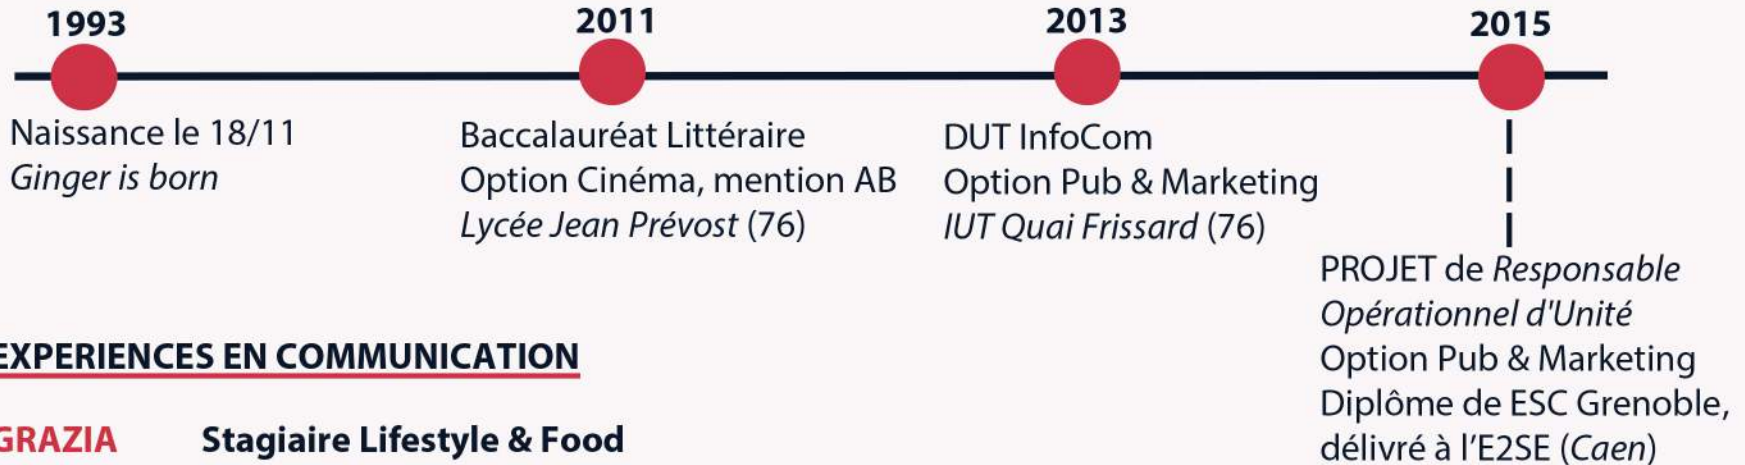 1993
2011
2013
2015
Naissance le 18/11
Ginger is born
Baccalauréat Littéraire
Option Cinéma, mention AB
Lycée Jean Prévost (76)
DUT InfoCom
Option Pub & Marketing
IUT Quai Frissard (76)
PROJET de Responsable
Opérationnel d'Unité
Option Pub & Marketing
Diplôme de ESC Grenoble,
délivré à l'E2SE (Caen)
EXPERIENCES EN COMMUNICATION
GRAZIA Stagiaire Lifestyle & Food